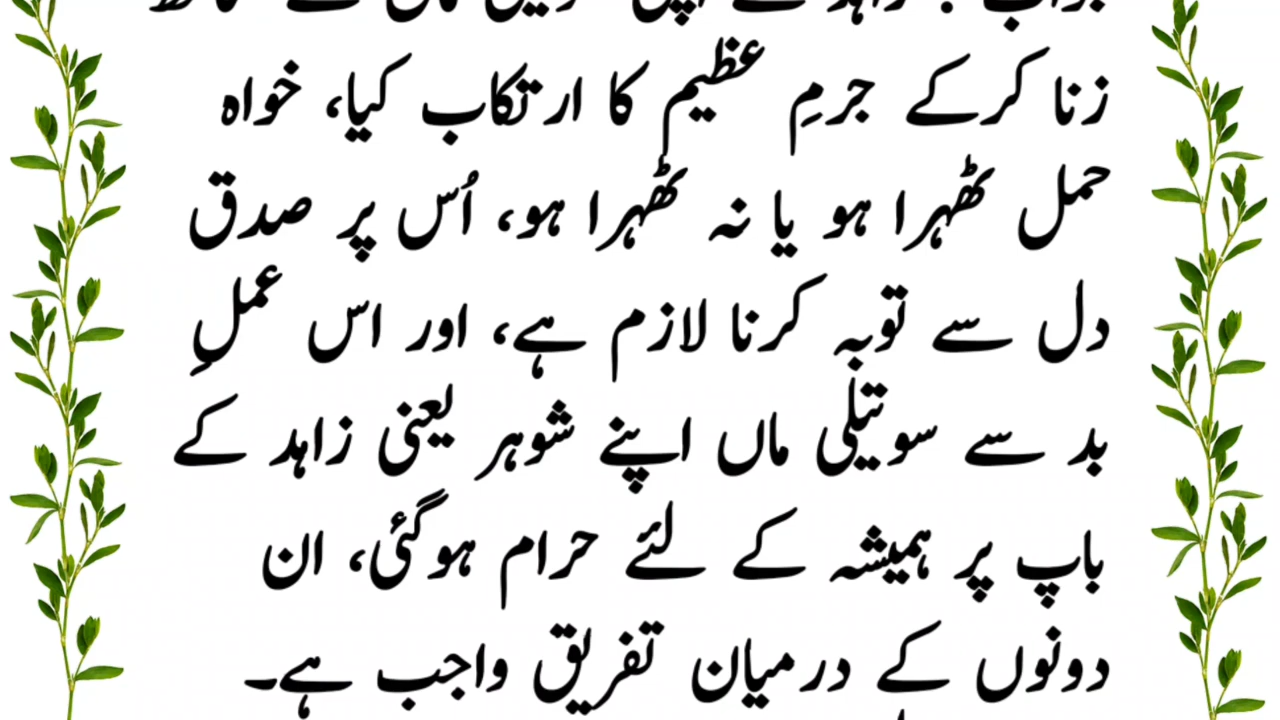 زنا کرکے جرمِ عظیم کا ارتکاب کیا، خواہ
حمل ٹھہرا ہو یا نہ ٹھہرا ہو، اُس پر صدق
دل سے توبہ کرنا لازم ہے، اور اس عملِ
بد سے سوتیلی ماں اپنے شوہر یعنی زاہد کے
باپ پر ہمیشہ کے لئے حرام ہوگئی، ان
دونوں کے درمیان تفریق واجب ہے۔